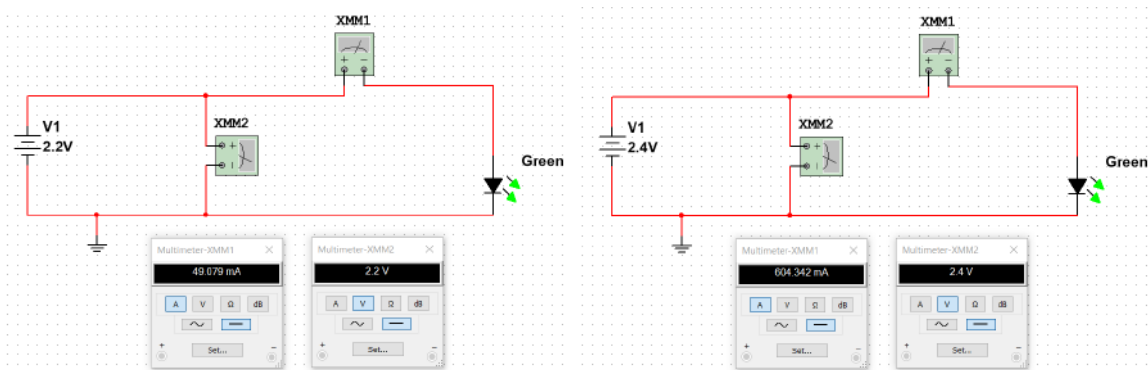 XMM1
V1
2.2V
XMM2
Green
Multimeter-XMM1
49.079 mA
A V Ω dB
Set...
+ −
Multimeter-XMM2
2.2 V
A V Ω dB
Set...
+ −
XMM1
V1
2.4V
XMM2
Green
Multimeter-XMM1
604.342 mA
A V Ω dB
Set...
+ −
Multimeter-XMM2
2.4 V
A V Ω dB
Set...
+ −